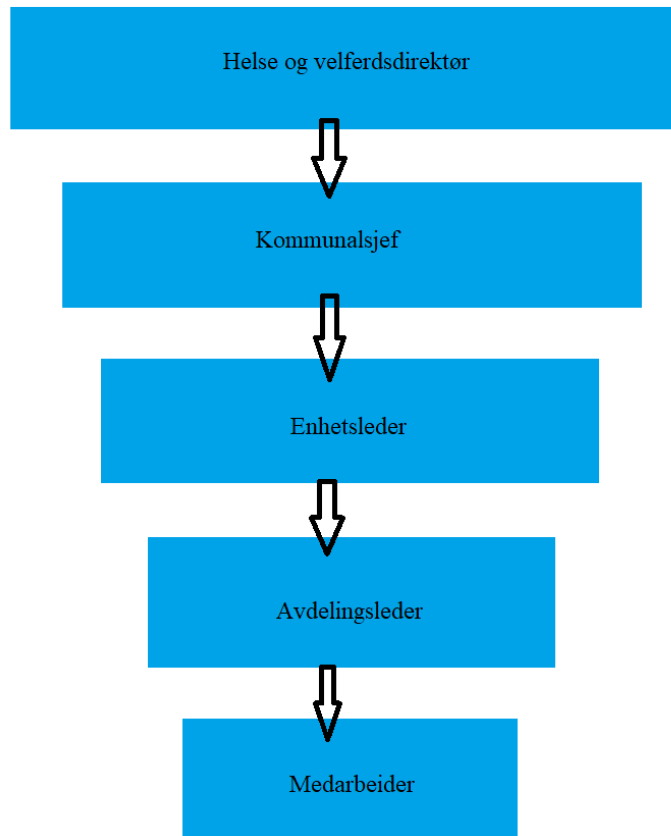 Helse og velferdsdirektør
Kommunalsjef
Enhetsleder
Avdelingsleder
Medarbeider